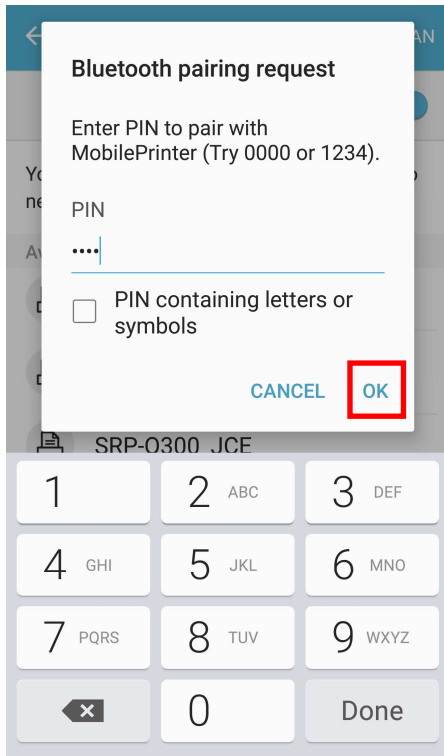 AN
Bluetooth pairing request
Enter PIN to pair with
MobilePrinter (Try 0000 or 1234).
PIN
••••
PIN containing letters or
symbols
CANCEL OK
SRP-Q300_JCE
1 2 ABC 3 DEF
4 GHI 5 JKL 6 MNO
7 PQRS 8 TUV 9 WXYZ
0 Done